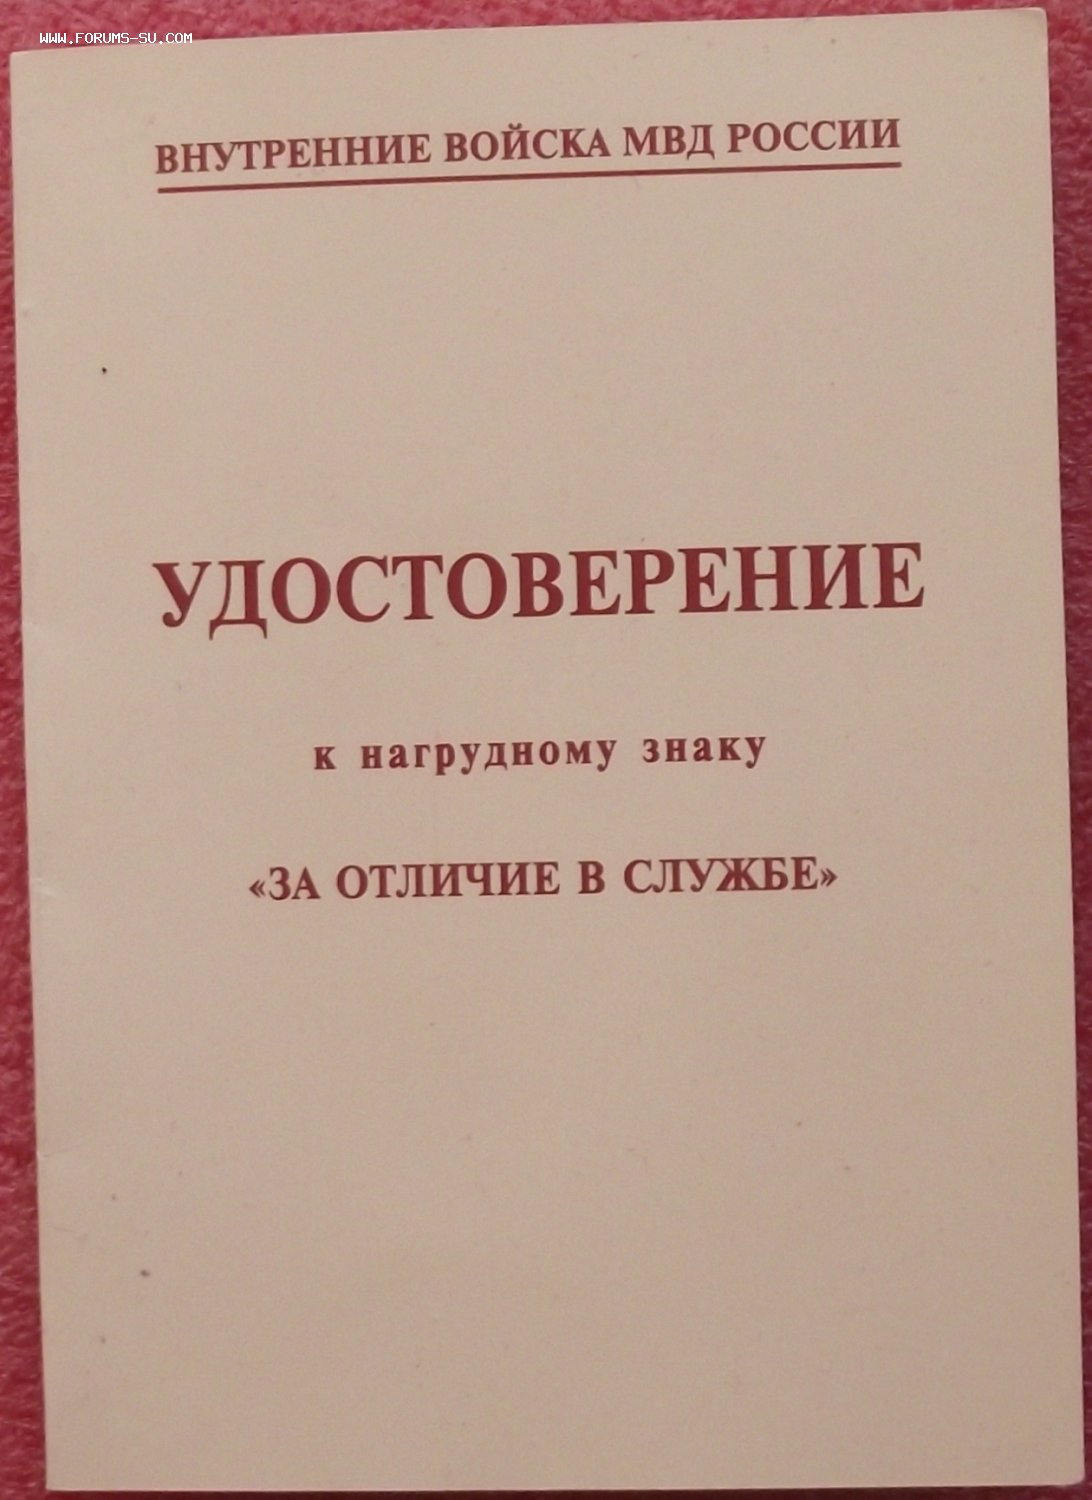 WWW.FORUMS-SU.COM
ВНУТРЕННИЕ ВОЙСКА МВД РОССИИ
УДОСТОВЕРЕНИЕ
к нагрудному знаку
«ЗА ОТЛИЧИЕ В СЛУЖБЕ»